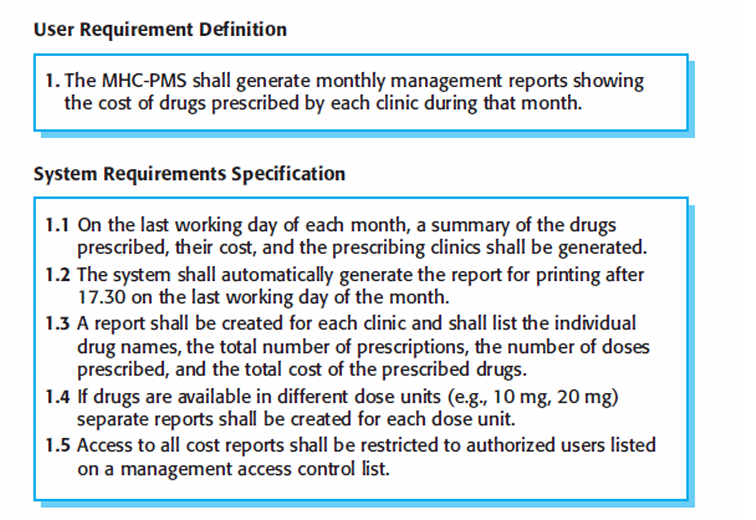 User Requirement Definition
1. The MHC-PMS shall generate monthly management reports showing
the cost of drugs prescribed by each clinic during that month.
System Requirements Specification
1.1 On the last working day of each month, a summary of the drugs
prescribed, their cost, and the prescribing clinics shall be generated.
1.2 The system shall automatically generate the report for printing after
17.30 on the last working day of the month.
1.3 A report shall be created for each clinic and shall list the individual
drug names, the total number of prescriptions, the number of doses
prescribed, and the total cost of the prescribed drugs.
1.4 If drugs are available in different dose units (e.g., 10 mg, 20 mg)
separate reports shall be created for each dose unit.
1.5 Access to all cost reports shall be restricted to authorized users listed
on a management access control list.